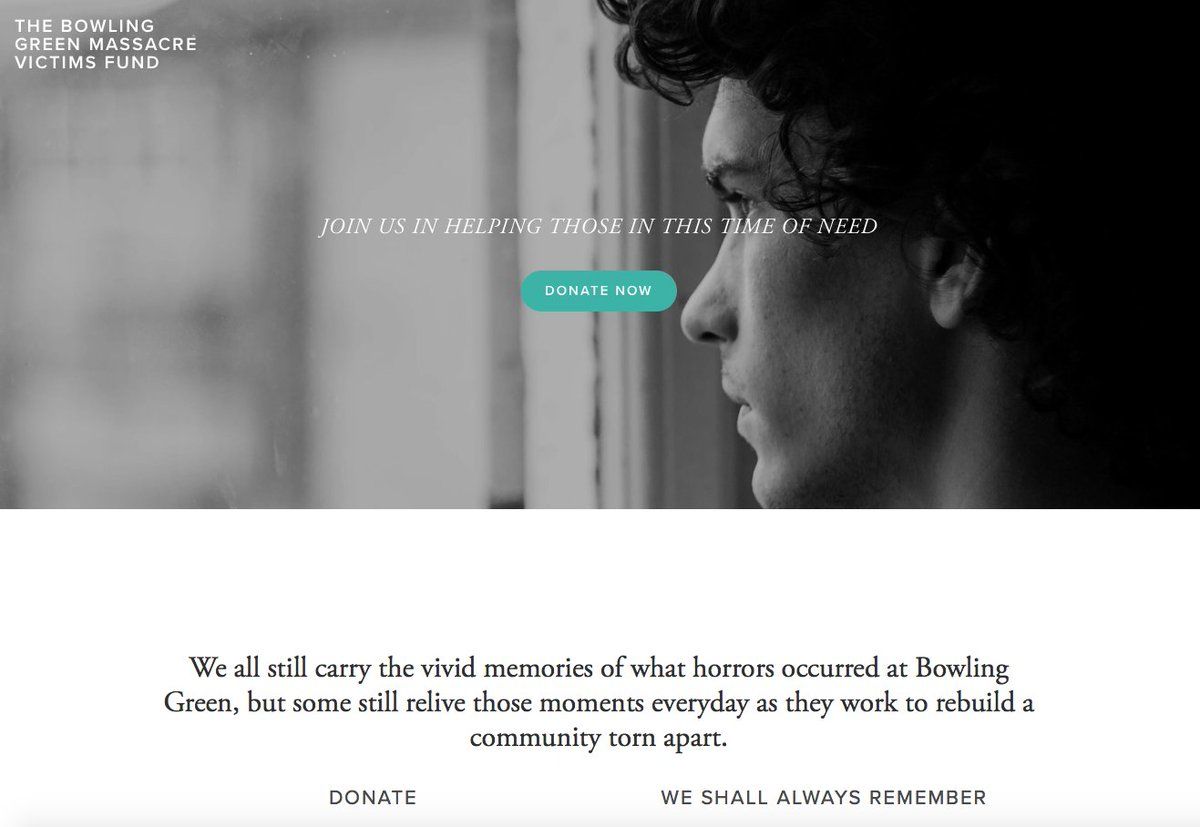 THE BOWLING
GREEN MASSACRE
VICTIMS FUND
JOIN US IN HELPING THOSE IN THIS TIME OF NEED
DONATE NOW
We all still carry the vivid memories of what horrors occurred at Bowling
Green, but some still relive those moments everyday as they work to rebuild a
community torn apart.
DONATE
WE SHALL ALWAYS REMEMBER